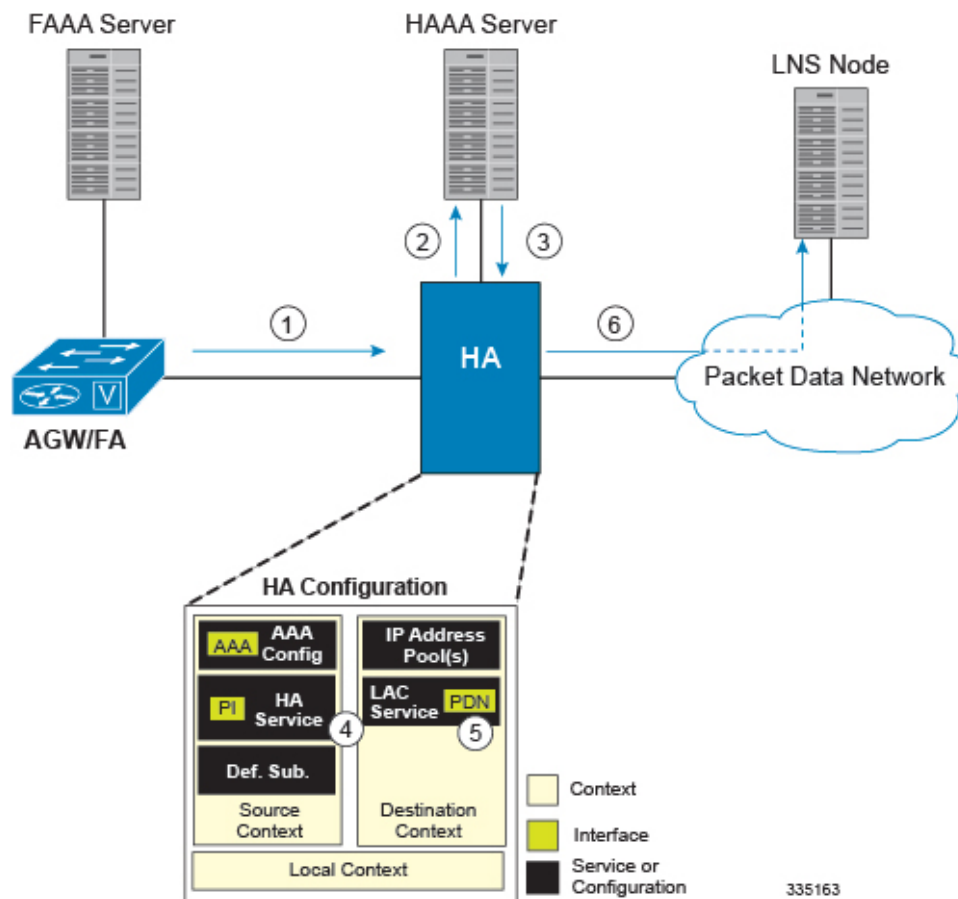 FAAA Server
HAAA Server
LNS Node
2
3
1
6
HA
Packet Data Network
V
AGW/FA
HA Configuration
AAA
AAA
Config
IP Address
Pool(s)
PI
HA
Service
LAC
Service
PDN
4
5
Def. Sub.
Source
Context
Destination
Context
Local Context
Context
Interface
Service or
Configuration
335163